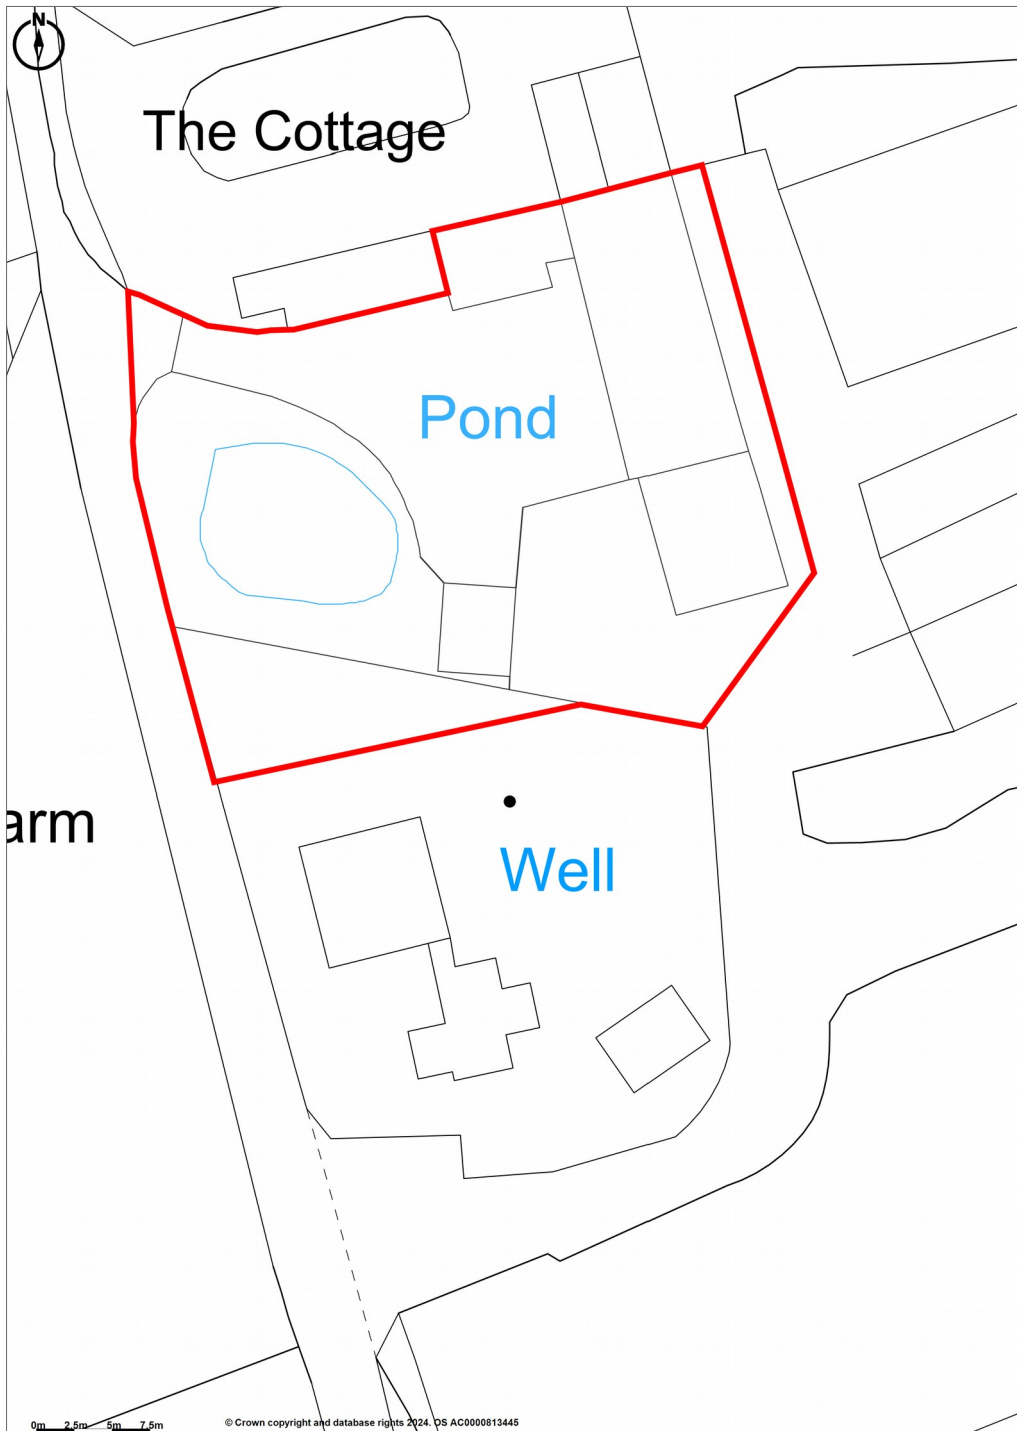 N
The Cottage
Pond
arm
Well
0m 2.5m 5m 7.5m
© Crown copyright and database rights 2024. OS AC0000813445